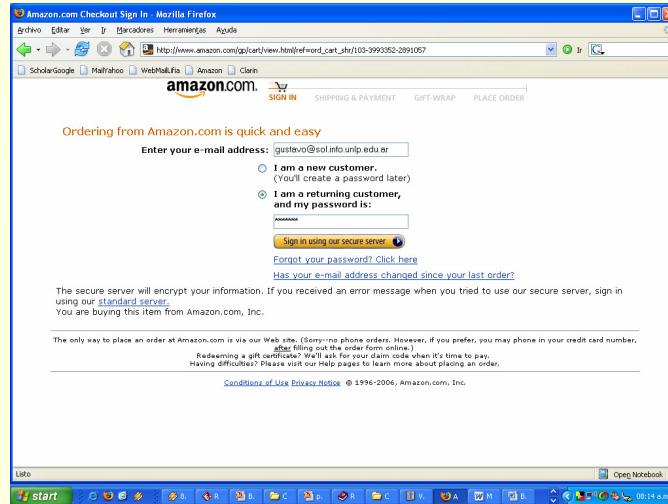 Amazon.com Checkout Sign In - Mozilla Firefox
Archivo Editar Ver Ir Marcadores Herramientas Ayuda
http://www.amazon.com/gp/cart/view.html/ref=ord_cart_shr/103-3993352-2891057
Ir
ScholarGoogle MailYahoo WebMailLifia Amazon Clarin
amazon.com. SIGN IN SHIPPING & PAYMENT GIFT-WRAP PLACE ORDER
Ordering from Amazon.com is quick and easy
Enter your e-mail address: gustavo@sol.info.unlp.edu.ar
I am a new customer.
(You'll create a password later)
I am a returning customer,
and my password is:
*******
Sign in using our secure server
Forgot your password? Click here
Has your e-mail address changed since your last order?
The secure server will encrypt your information. If you received an error message when you tried to use our secure server, sign in
using our standard server.
You are buying this item from Amazon.com, Inc.
The only way to place an order at Amazon.com is via our Web site. (Sorry--no phone orders. However, if you prefer, you may phone in your credit card number,
after filling out the order form online.)
Redeeming a gift certificate? We'll ask for your claim code when it's time to pay.
Having difficulties? Please visit our Help pages to learn more about placing an order.
Conditions of Use Privacy Notice © 1996-2006, Amazon.com, Inc.
Listo Open Notebook
start 8. R B. C p. R C V. A M B. 08:14 a.m.